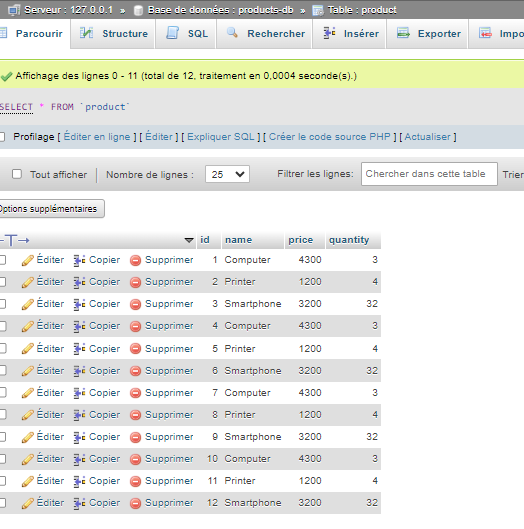 Serveur : 127.0.0.1 » Base de données : products-db » Table : product
Parcourir Structure SQL Rechercher Insérer Exporter Impo
Affichage des lignes 0 - 11 (total de 12, traitement en 0,0004 seconde(s).)
SELECT * FROM `product`
Profilage [ Éditer en ligne ] [ Éditer ] [ Expliquer SQL ] [ Créer le code source PHP ] [ Actualiser ]
Tout afficher Nombre de lignes : 25 Filtrer les lignes: Chercher dans cette table Trier
Options supplémentaires
id name price quantity
Éditer Copier Supprimer 1 Computer 4300 3
Éditer Copier Supprimer 2 Printer 1200 4
Éditer Copier Supprimer 3 Smartphone 3200 32
Éditer Copier Supprimer 4 Computer 4300 3
Éditer Copier Supprimer 5 Printer 1200 4
Éditer Copier Supprimer 6 Smartphone 3200 32
Éditer Copier Supprimer 7 Computer 4300 3
Éditer Copier Supprimer 8 Printer 1200 4
Éditer Copier Supprimer 9 Smartphone 3200 32
Éditer Copier Supprimer 10 Computer 4300 3
Éditer Copier Supprimer 11 Printer 1200 4
Éditer Copier Supprimer 12 Smartphone 3200 32